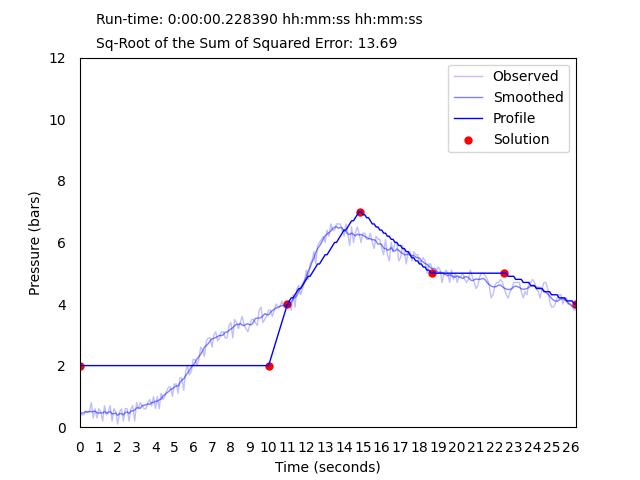 Run-time: 0:00:00.228390 hh:mm:ss hh:mm:ss
Sq-Root of the Sum of Squared Error: 13.69
12
10
8
6
4
2
0
Pressure (bars)
Observed
Smoothed
Profile
Solution
0 1 2 3 4 5 6 7 8 9 10 11 12 13 14 15 16 17 18 19 20 21 22 23 24 25 26
Time (seconds)